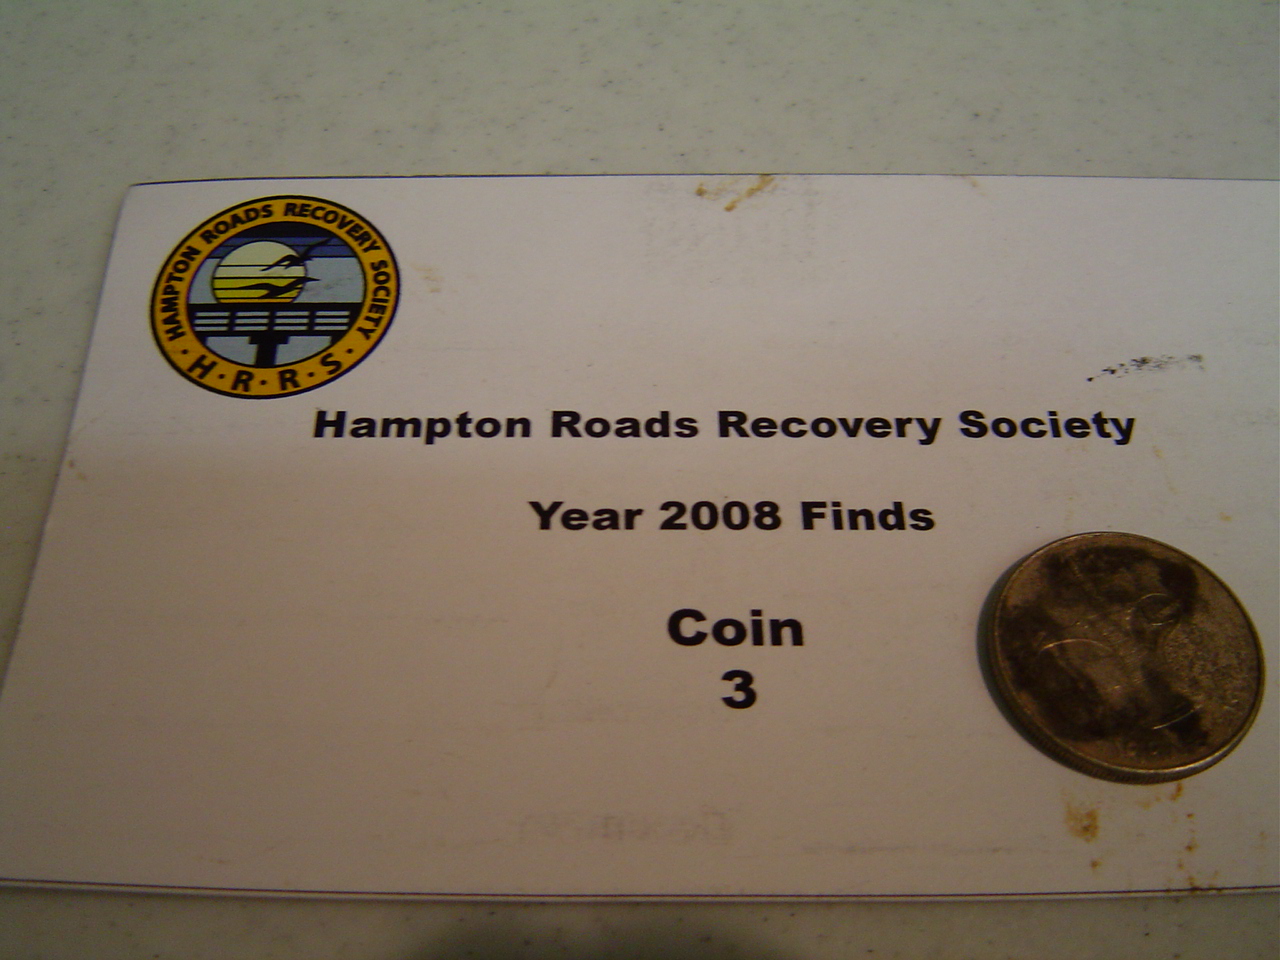 HAMPTON ROADS RECOVERY SOCIETY
· H · R · R · S ·
Hampton Roads Recovery Society
Year 2008 Finds
Coin
3